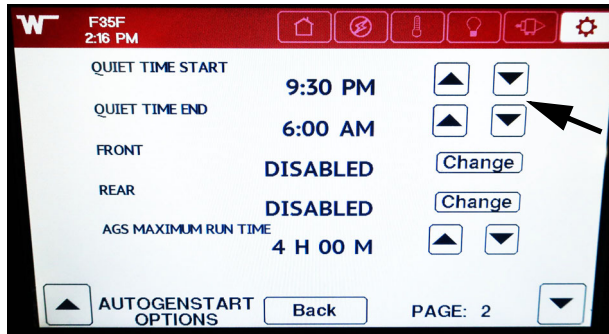 W F35F
2:16 PM
QUIET TIME START
9:30 PM
QUIET TIME END
6:00 AM
FRONT
DISABLED Change
REAR
DISABLED Change
AGS MAXIMUM RUN TIME
4 H 00 M
AUTOGENSTART
OPTIONS
Back
PAGE: 2